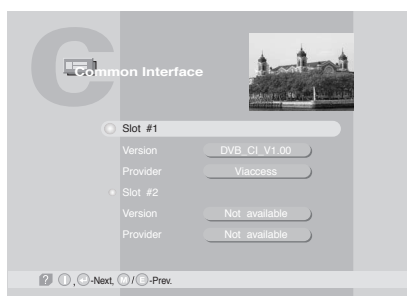 Common Interface
Slot #1
Version DVB_CI_V1.00
Provider Viaccess
Slot #2
Version Not available
Provider Not available
? , -Next, M / E -Prev.